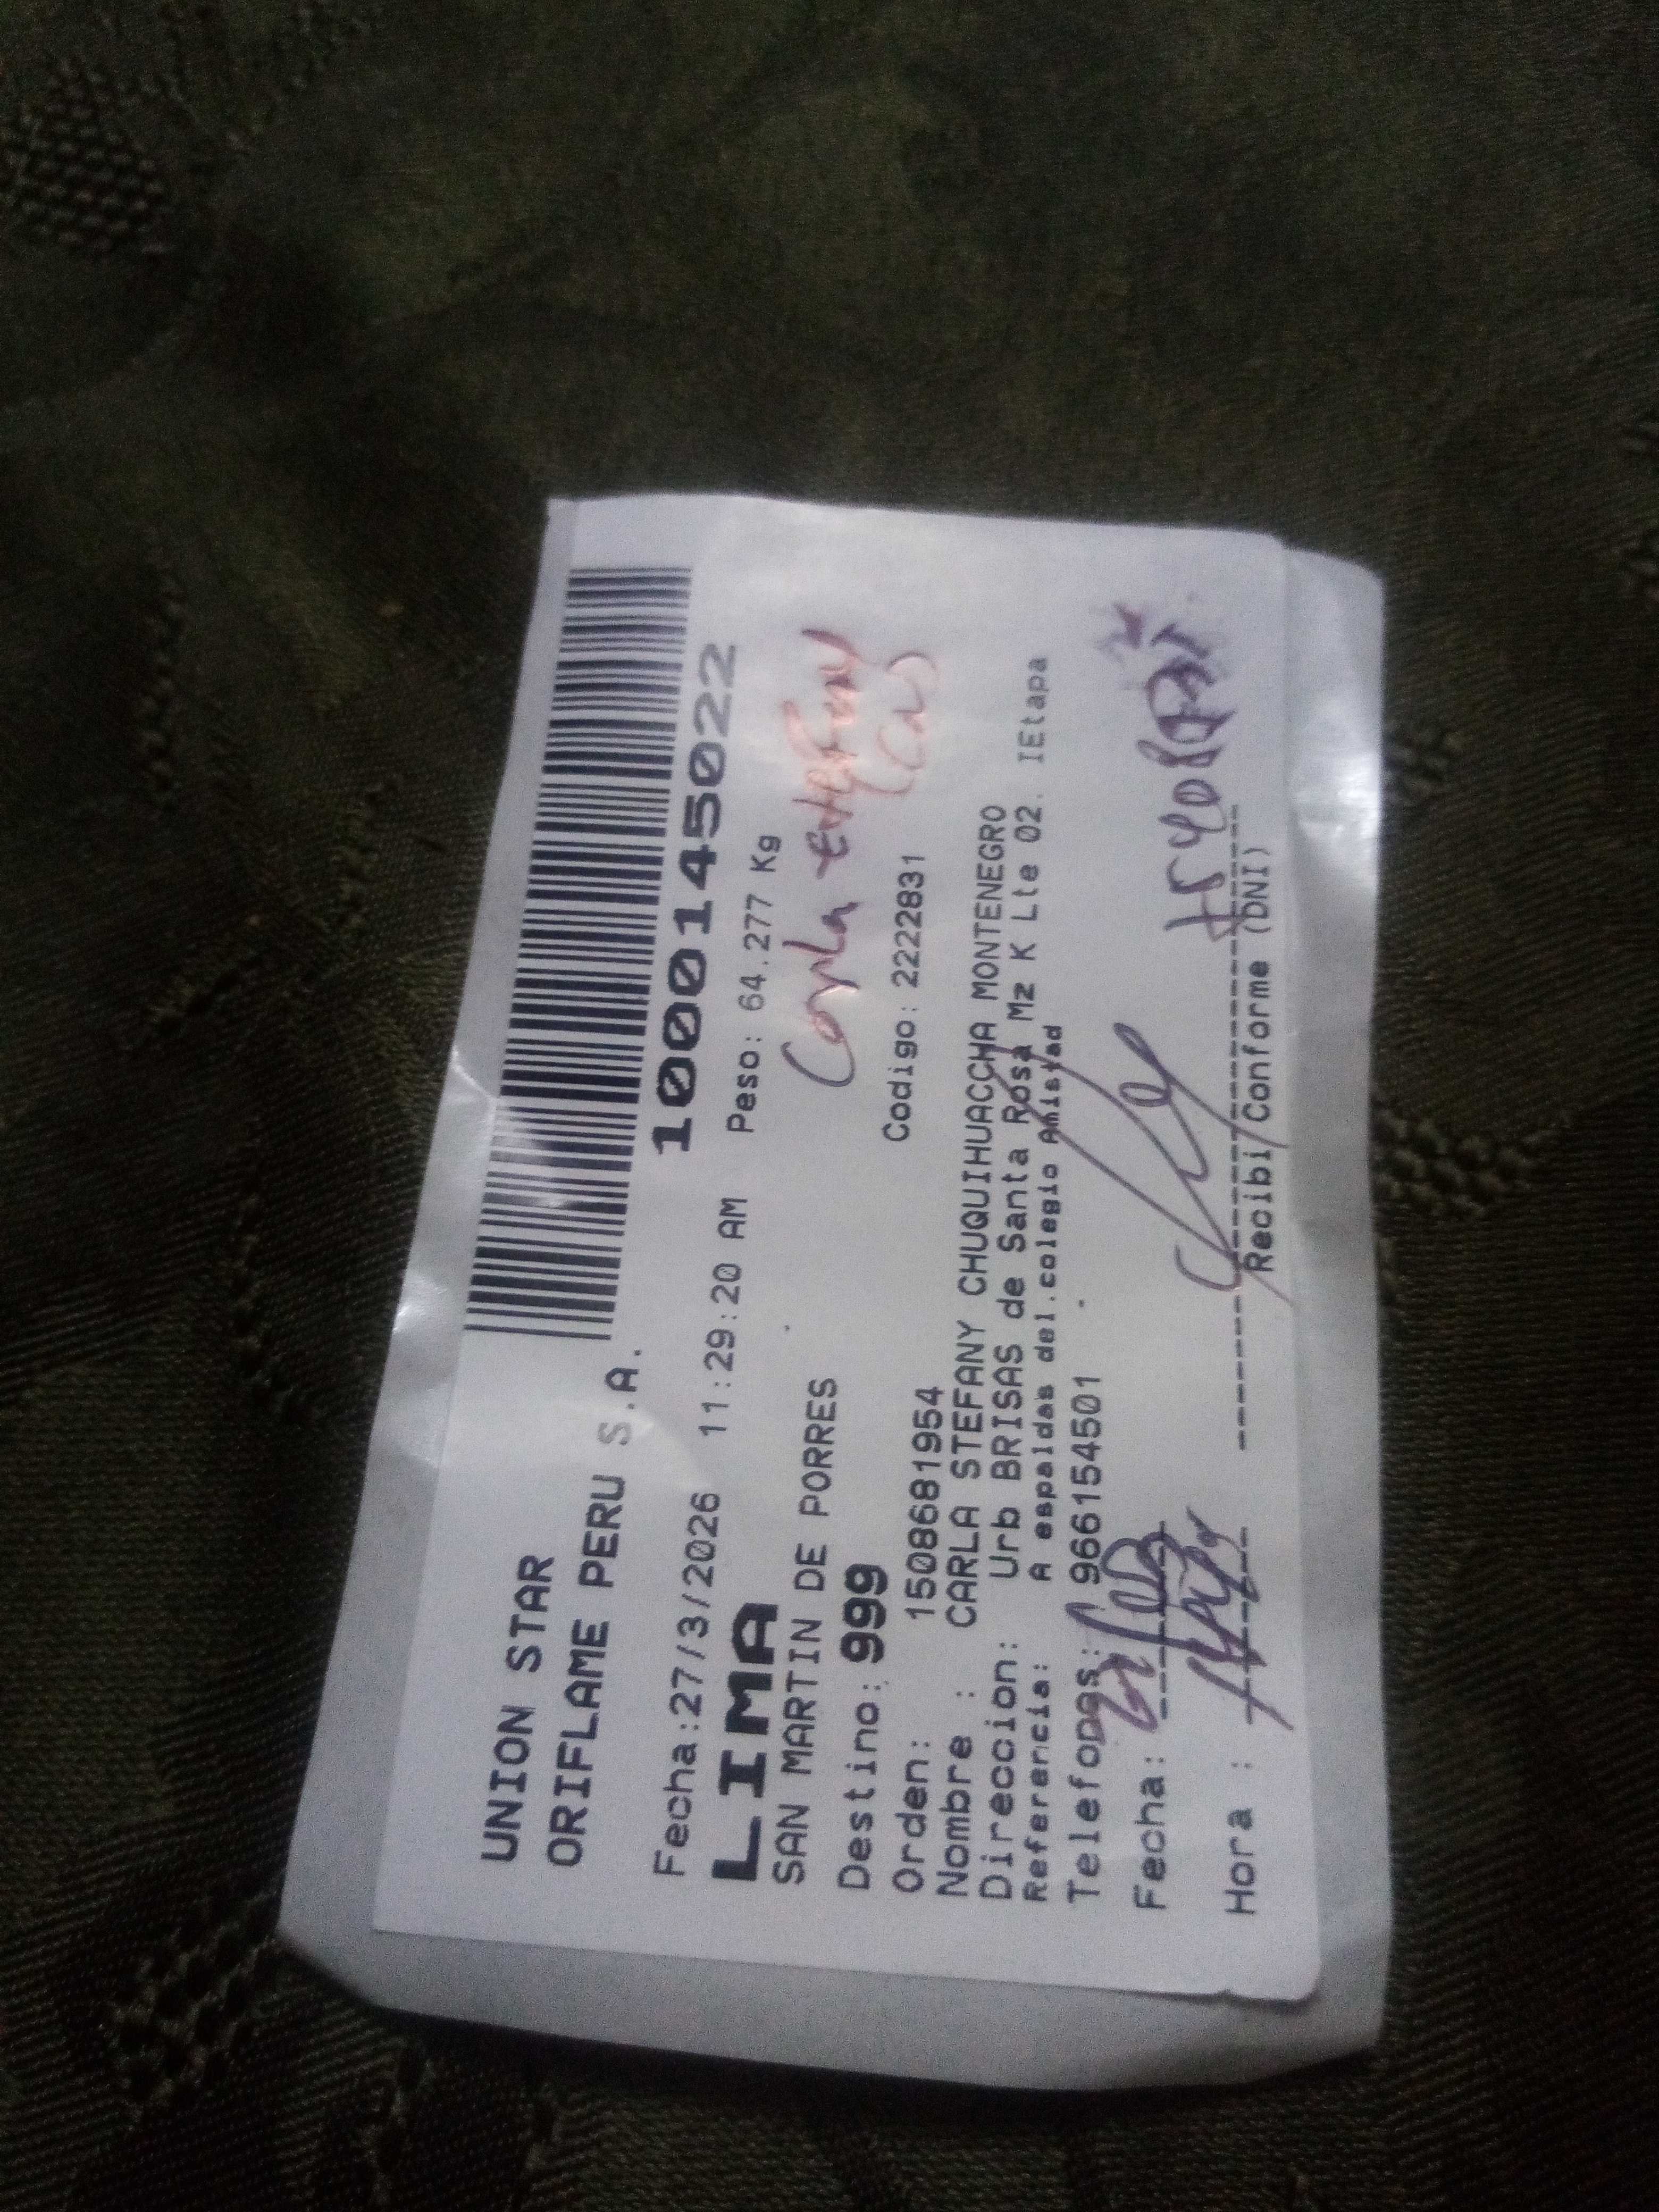 UNION STAR
ORIFLAME PERU S.A.
1000145022
Fecha:27/3/2026 11:29:20 AM Peso: 64.277 Kg
LIMA
SAN MARTIN DE PORRES
Carla
Destino: 999
Codigo: 2222831
Orden: 1508681954
Nombre : CARLA STEFANY CHUQUIHUACCHA MONTENEGRO
Direccion: Urb BRISAS de Santa Rosa Mz K Lte 02. IEtapa
Referencia: A espaldas del.colegio Amistad
Telefonos: 966154501
Fecha:
Hora :
Recibi Conforme (DNI)